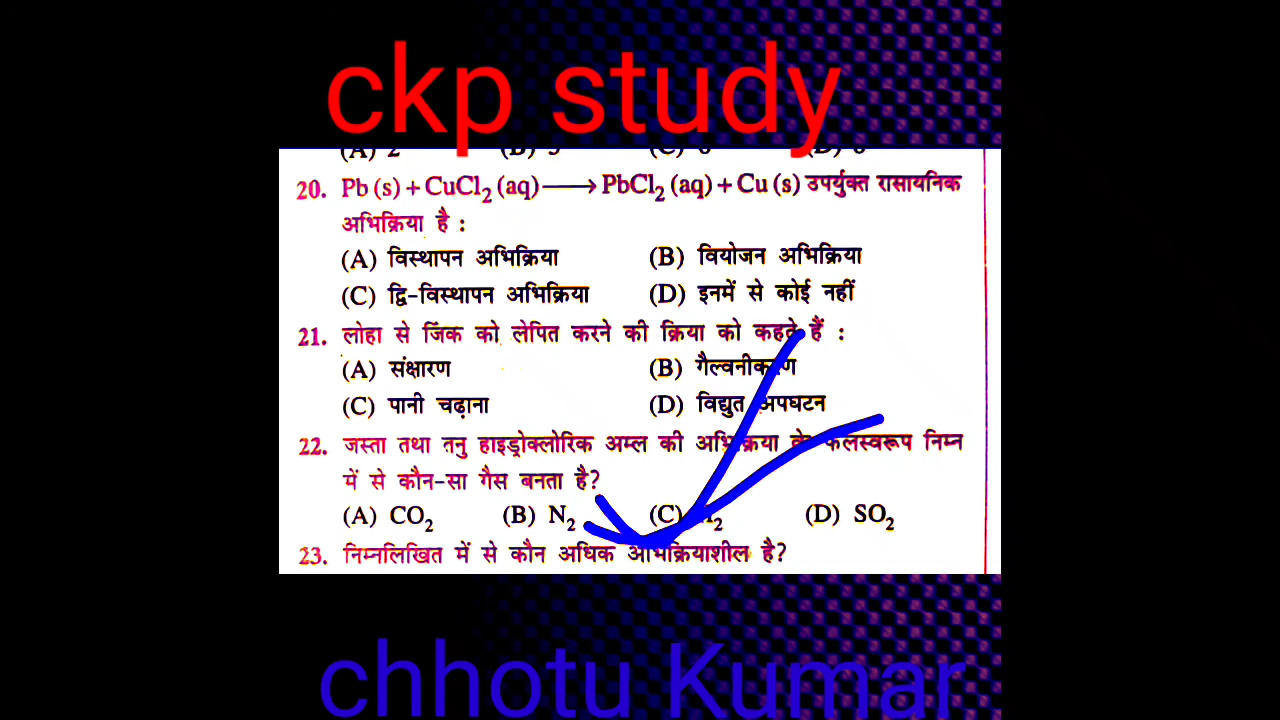 ckp study
20. Pb (s) + CuCl₂ (aq) ⟶ PbCl₂ (aq) + Cu (s) उपर्युक्त रासायनिक
अभिक्रिया है :
(A) विस्थापन अभिक्रिया (B) वियोजन अभिक्रिया
(C) द्वि-विस्थापन अभिक्रिया (D) इनमें से कोई नहीं
21. लोहा से जिंक को लेपित करने की क्रिया को कहते हैं :
(A) संक्षारण (B) गैल्वनीकरण
(C) पानी चढ़ाना (D) विद्युत अपघटन
22. जस्ता तथा तनु हाइड्रोक्लोरिक अम्ल की अभिक्रिया के फलस्वरूप निम्न
में से कौन-सा गैस बनता है?
(A) CO₂ (B) N₂ (C) H₂ (D) SO₂
23. निम्नलिखित में से कौन अधिक अभिक्रियाशील है?
chhotu Kumar